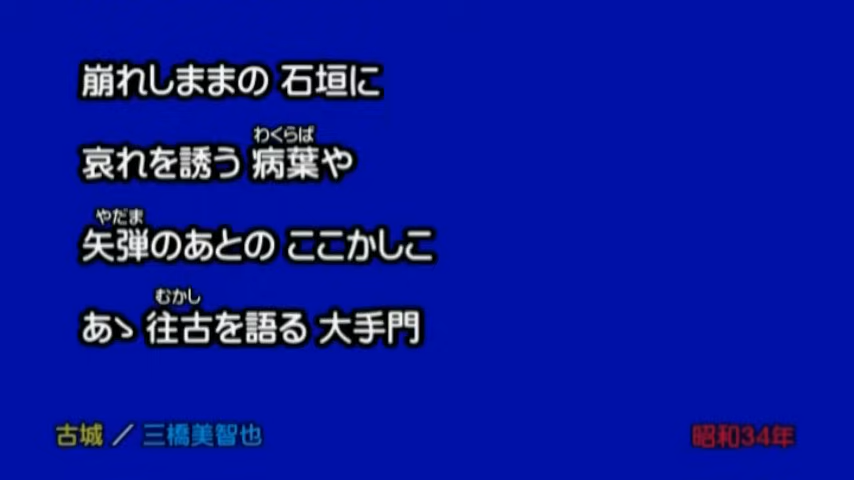 崩れしままの 石垣に
わくらば
哀れを誘う 病葉や
やだま
矢弾のあとの ここかしこ
むかし
あゝ 往古を語る 大手門
古城 / 三橋美智也 昭和34年